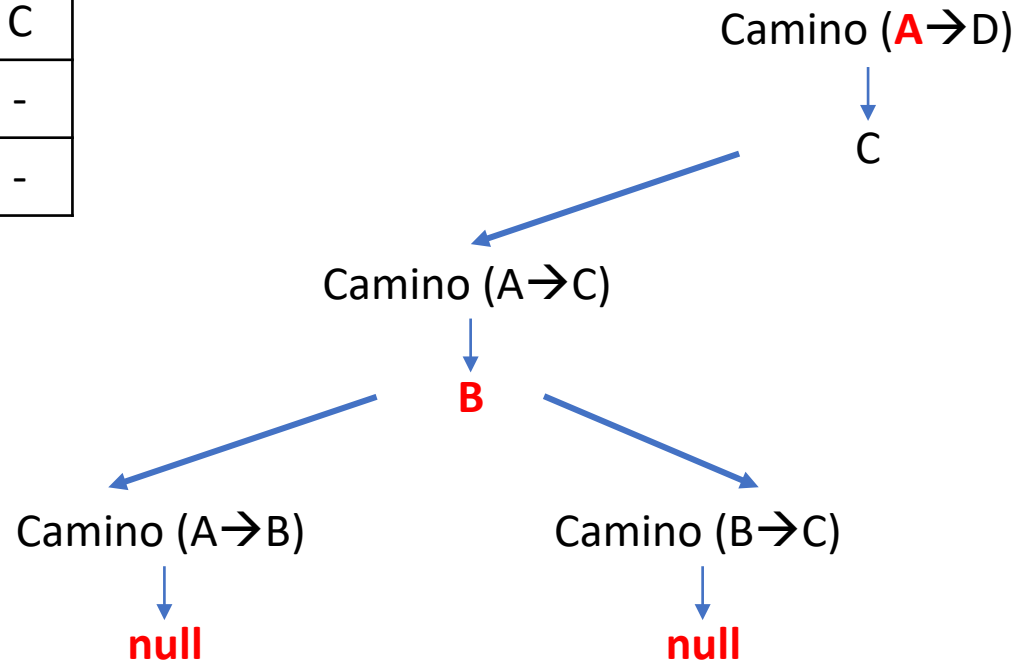 C
-
-
Camino (A→D)
C
Camino (A→C)
B
Camino (A→B)
Camino (B→C)
null
null